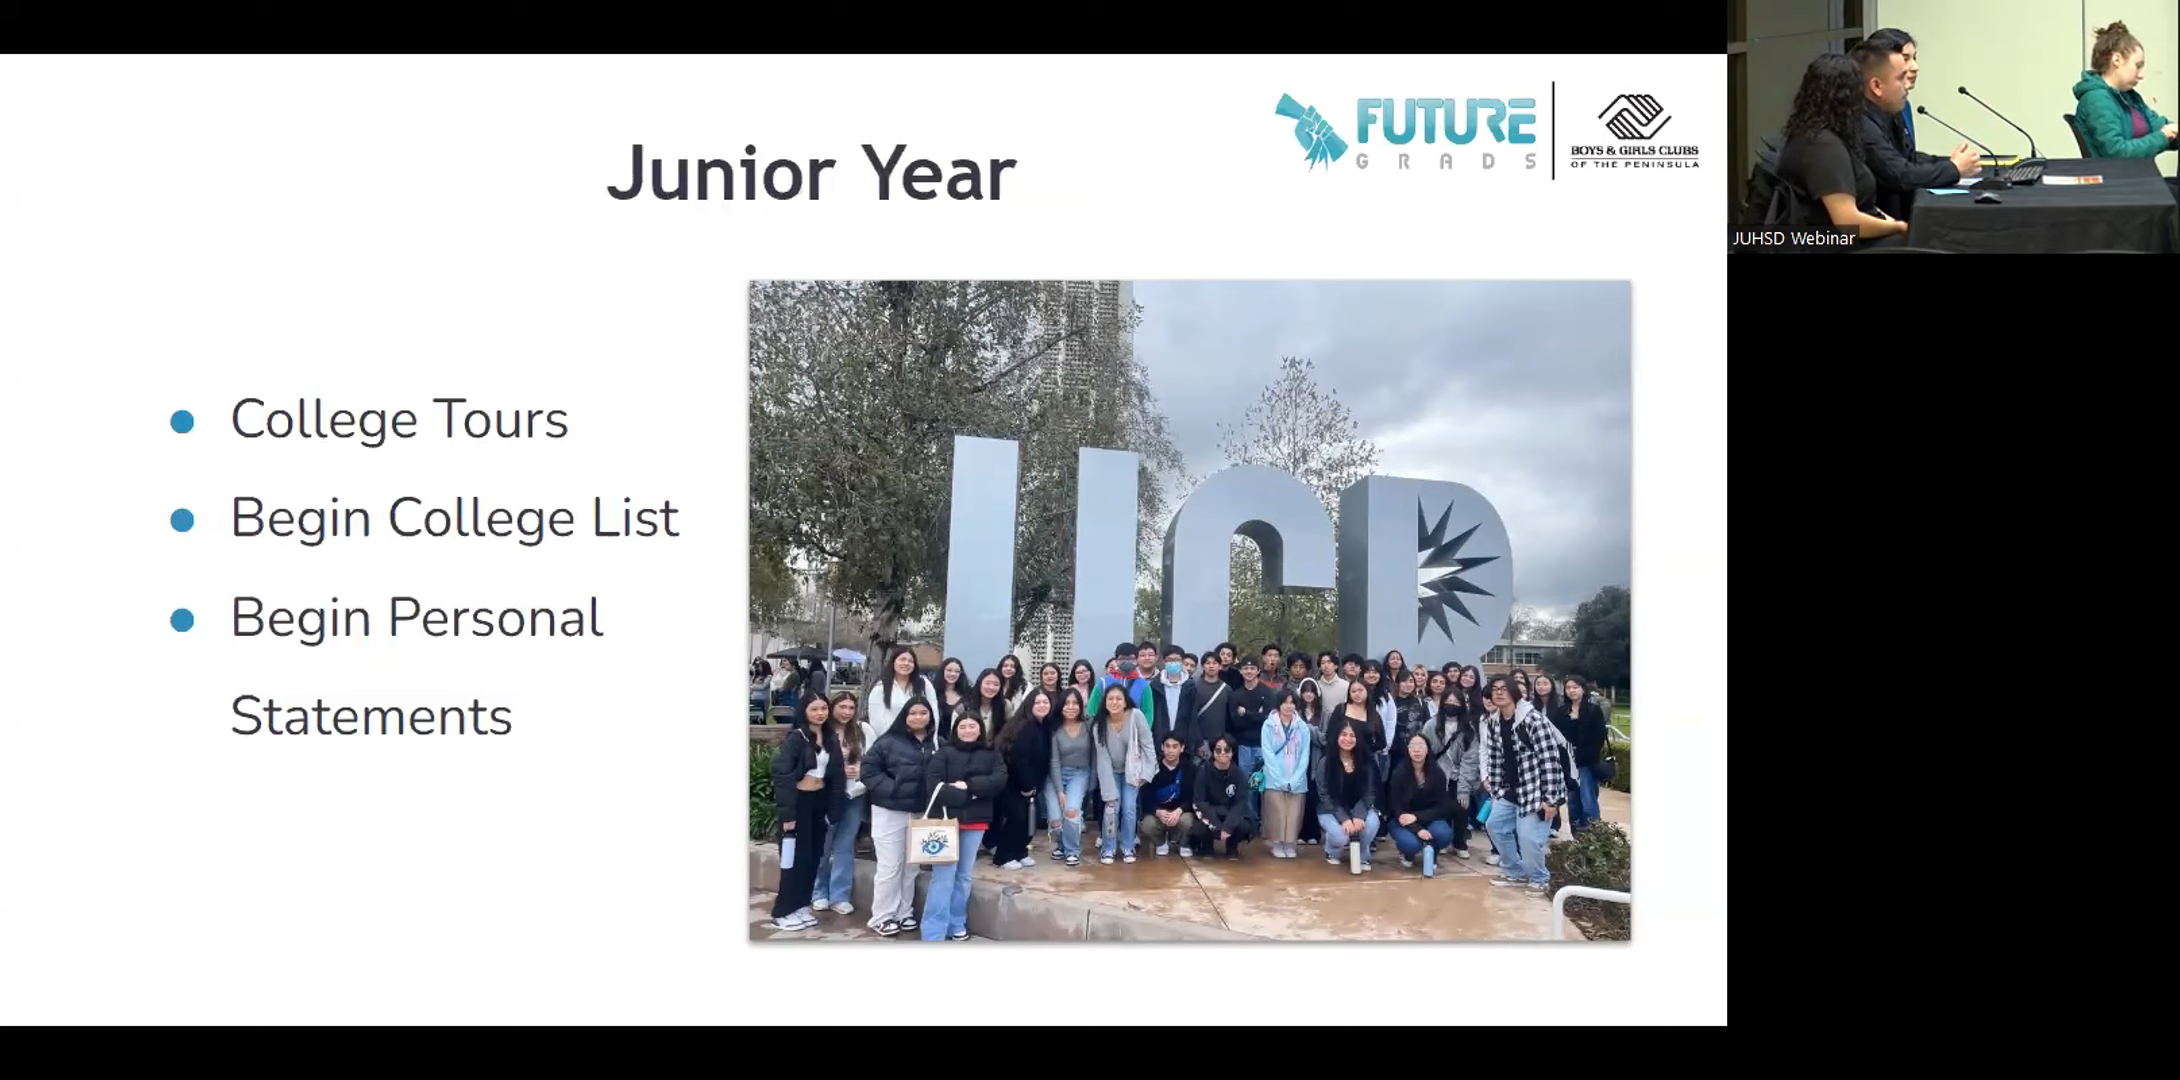 Junior Year
FUTURE
GRADS
BOYS & GIRLS CLUBS
OF THE PENINSULA
College Tours
Begin College List
Begin Personal
Statements
UCR
JUHSD Webinar